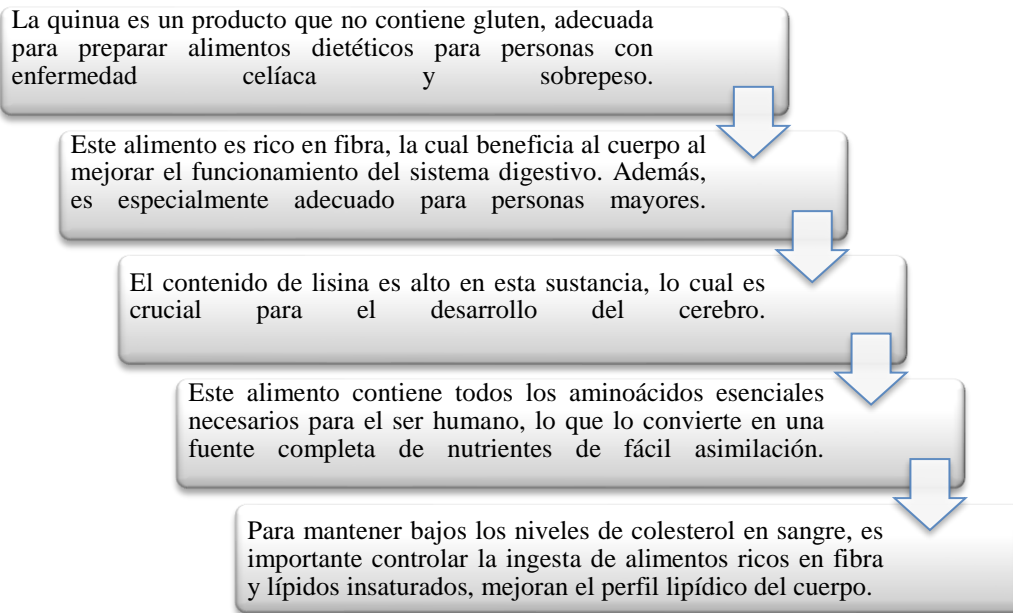 La quinua es un producto que no contiene gluten, adecuada
para preparar alimentos dietéticos para personas con
enfermedad celíaca y sobrepeso.
Este alimento es rico en fibra, la cual beneficia al cuerpo al
mejorar el funcionamiento del sistema digestivo. Además,
es especialmente adecuado para personas mayores.
El contenido de lisina es alto en esta sustancia, lo cual es
crucial para el desarrollo del cerebro.
Este alimento contiene todos los aminoácidos esenciales
necesarios para el ser humano, lo que lo convierte en una
fuente completa de nutrientes de fácil asimilación.
Para mantener bajos los niveles de colesterol en sangre, es
importante controlar la ingesta de alimentos ricos en fibra
y lípidos insaturados, mejoran el perfil lipídico del cuerpo.